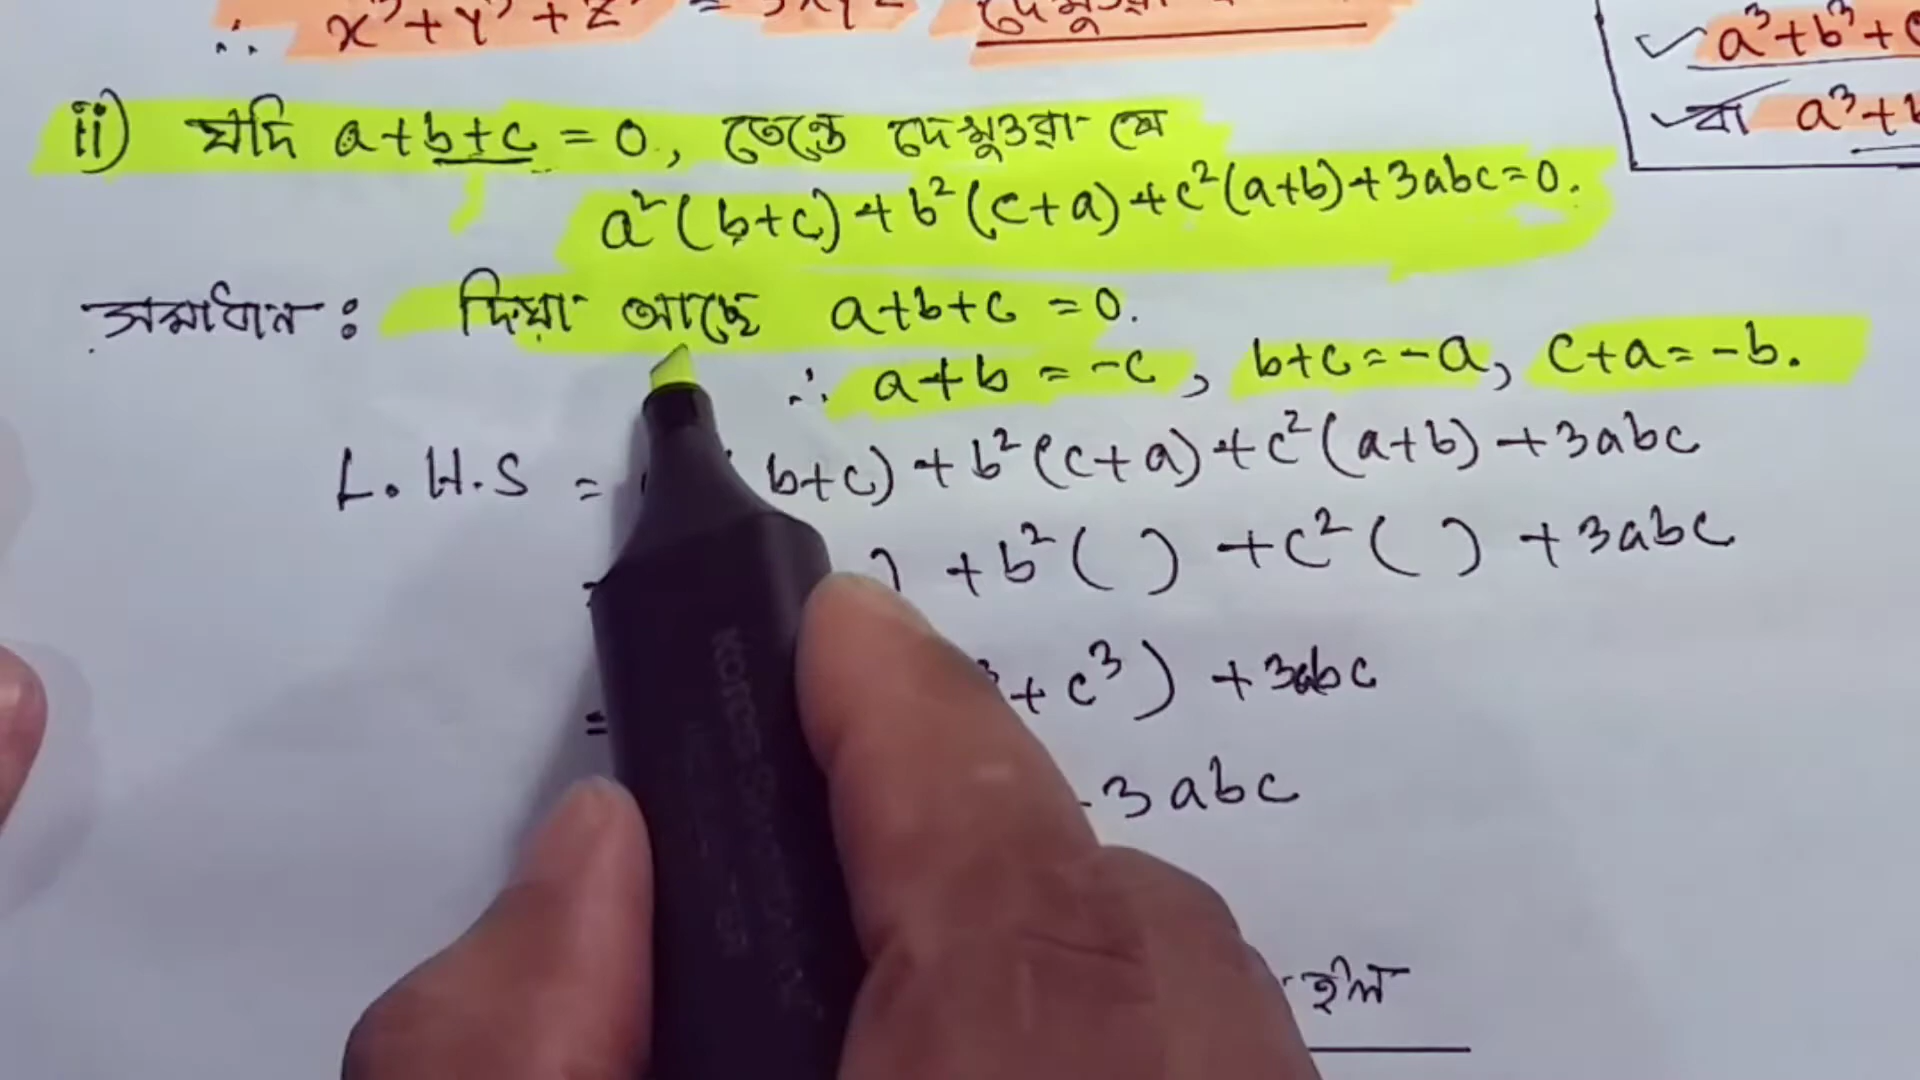 ∴ x³+y³+z³ = 3xyz
a³+b³+c
বা a³+b
ii) যদি a+b+c = 0, তেন্তে দেখুওৱা যে
a²(b+c)+b²(c+a)+c²(a+b)+3abc=0.
সমাধান: দিয়া আছে a+b+c = 0.
∴ a+b = -c, b+c=-a, c+a=-b.
L.H.S = b+c)+b²(c+a)+c²(a+b)+3abc
) +b²( ) +c²( ) +3abc
= +c³) +3abc
3abc
হ'ল